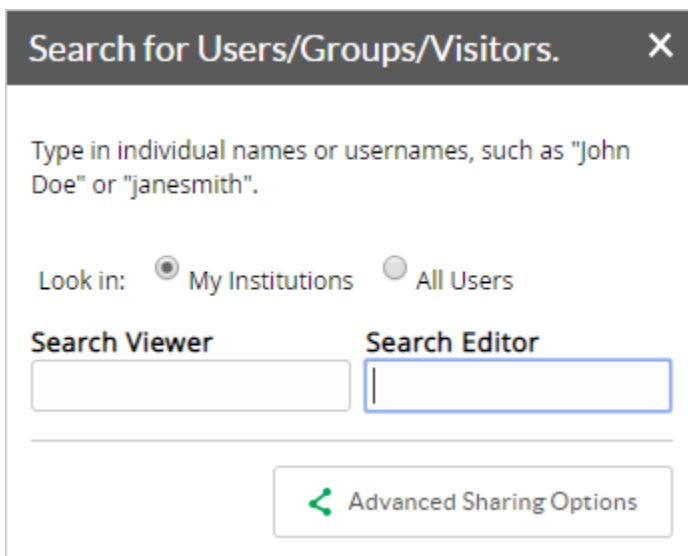 Search for Users/Groups/Visitors.
Type in individual names or usernames, such as "John
Doe" or "janesmith".
Look in: My Institutions All Users
Search Viewer Search Editor
Advanced Sharing Options